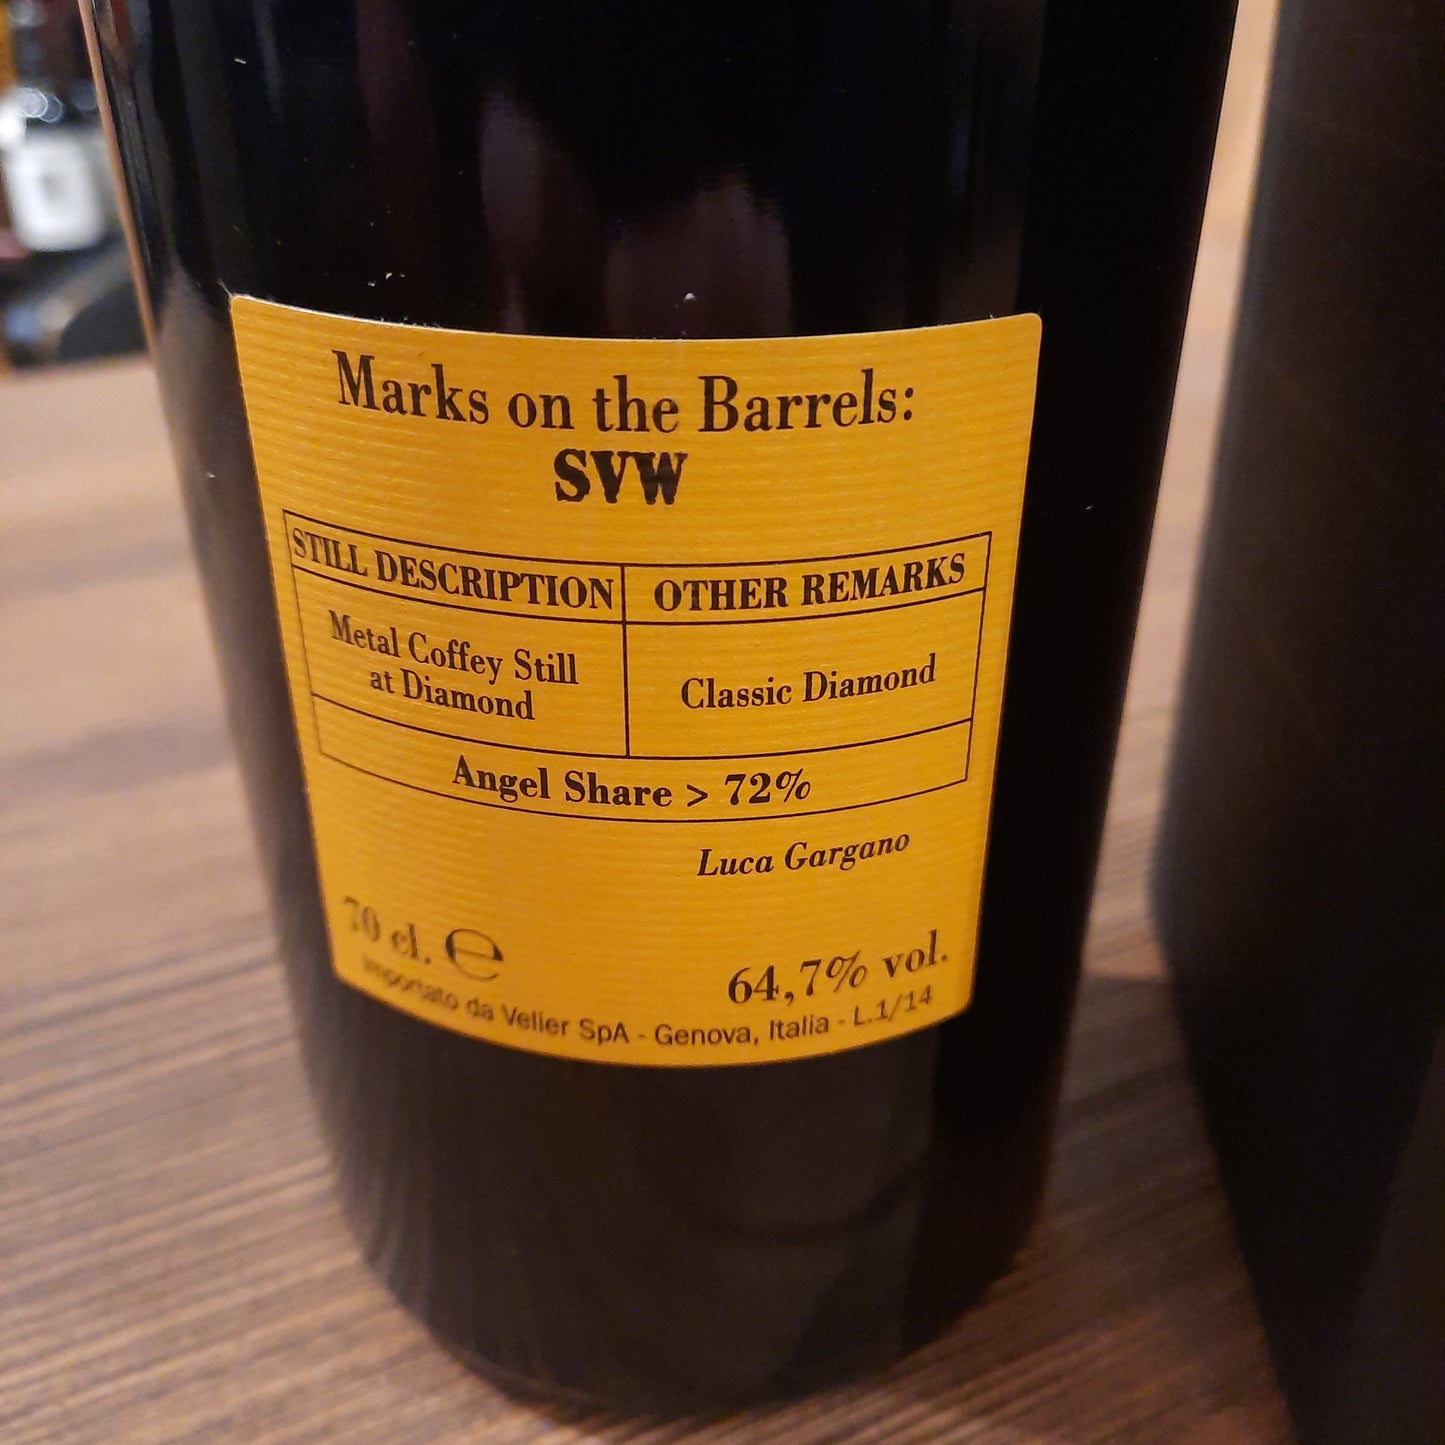 Marks on the Barrels:
SVW
STILL DESCRIPTION
OTHER REMARKS
Metal Coffey Still
at Diamond
Classic Diamond
Angel Share > 72%
Luca Gargano
70 cl. ℮
64,7% vol.
Importato da Velier SpA - Genova, Italia - L.1/14